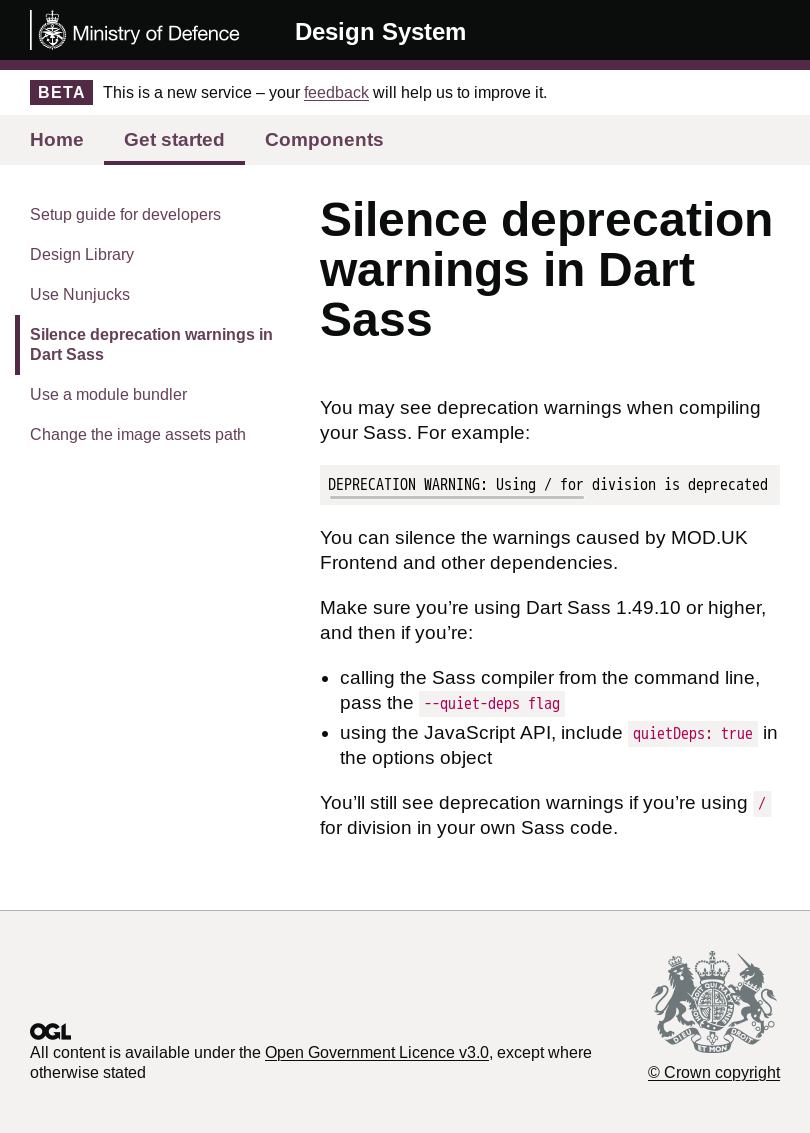 Ministry of Defence
Design System
BETA This is a new service – your feedback will help us to improve it.
Home Get started Components
Setup guide for developers
Design Library
Use Nunjucks
Silence deprecation warnings in
Dart Sass
Use a module bundler
Change the image assets path
Silence deprecation
warnings in Dart
Sass
You may see deprecation warnings when compiling
your Sass. For example:
DEPRECATION WARNING: Using / for division is deprecated
You can silence the warnings caused by MOD.UK
Frontend and other dependencies.
Make sure you’re using Dart Sass 1.49.10 or higher,
and then if you’re:
• calling the Sass compiler from the command line,
pass the --quiet-deps flag
• using the JavaScript API, include quietDeps: true in
the options object
You’ll still see deprecation warnings if you’re using /
for division in your own Sass code.
OGL
All content is available under the Open Government Licence v3.0, except where
otherwise stated
© Crown copyright